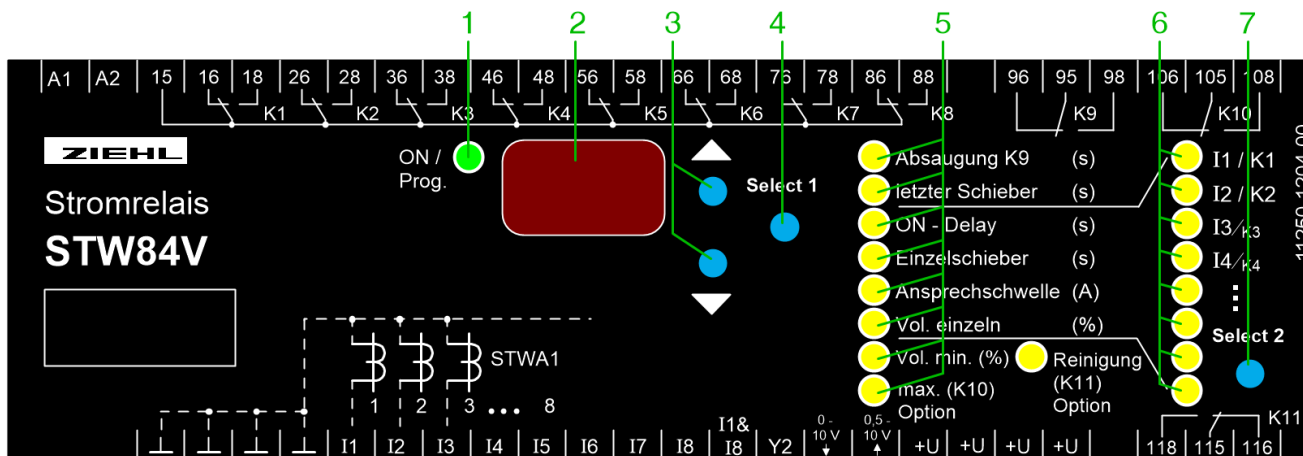 1 2 3 4 5 6 7
A1 A2 15 16 18 26 28 36 38 46 48 56 58 66 68 76 78 86 88 96 95 98 106 105 108
K1 K2 K3 K4 K5 K6 K7 K8 K9 K10
ZIEHL
Stromrelais
STW84V
ON /
Prog.
Select 1
Absaugung K9 (s)
letzter Schieber (s)
ON - Delay (s)
Einzelschieber (s)
Ansprechschwelle (A)
Vol. einzeln (%)
Vol. min. (%)
max. (K10)
Option
Reinigung
(K11)
Option
I1 / K1
I2 / K2
I3/K3
I4/K4
⋮
Select 2
11250-1204-00
STWA1
1 2 3 ••• 8
K11
I1&
0 -
10 V
0,5 -
10 V
I1 I2 I3 I4 I5 I6 I7 I8 I8 Y2 +U +U +U +U 118 115 116